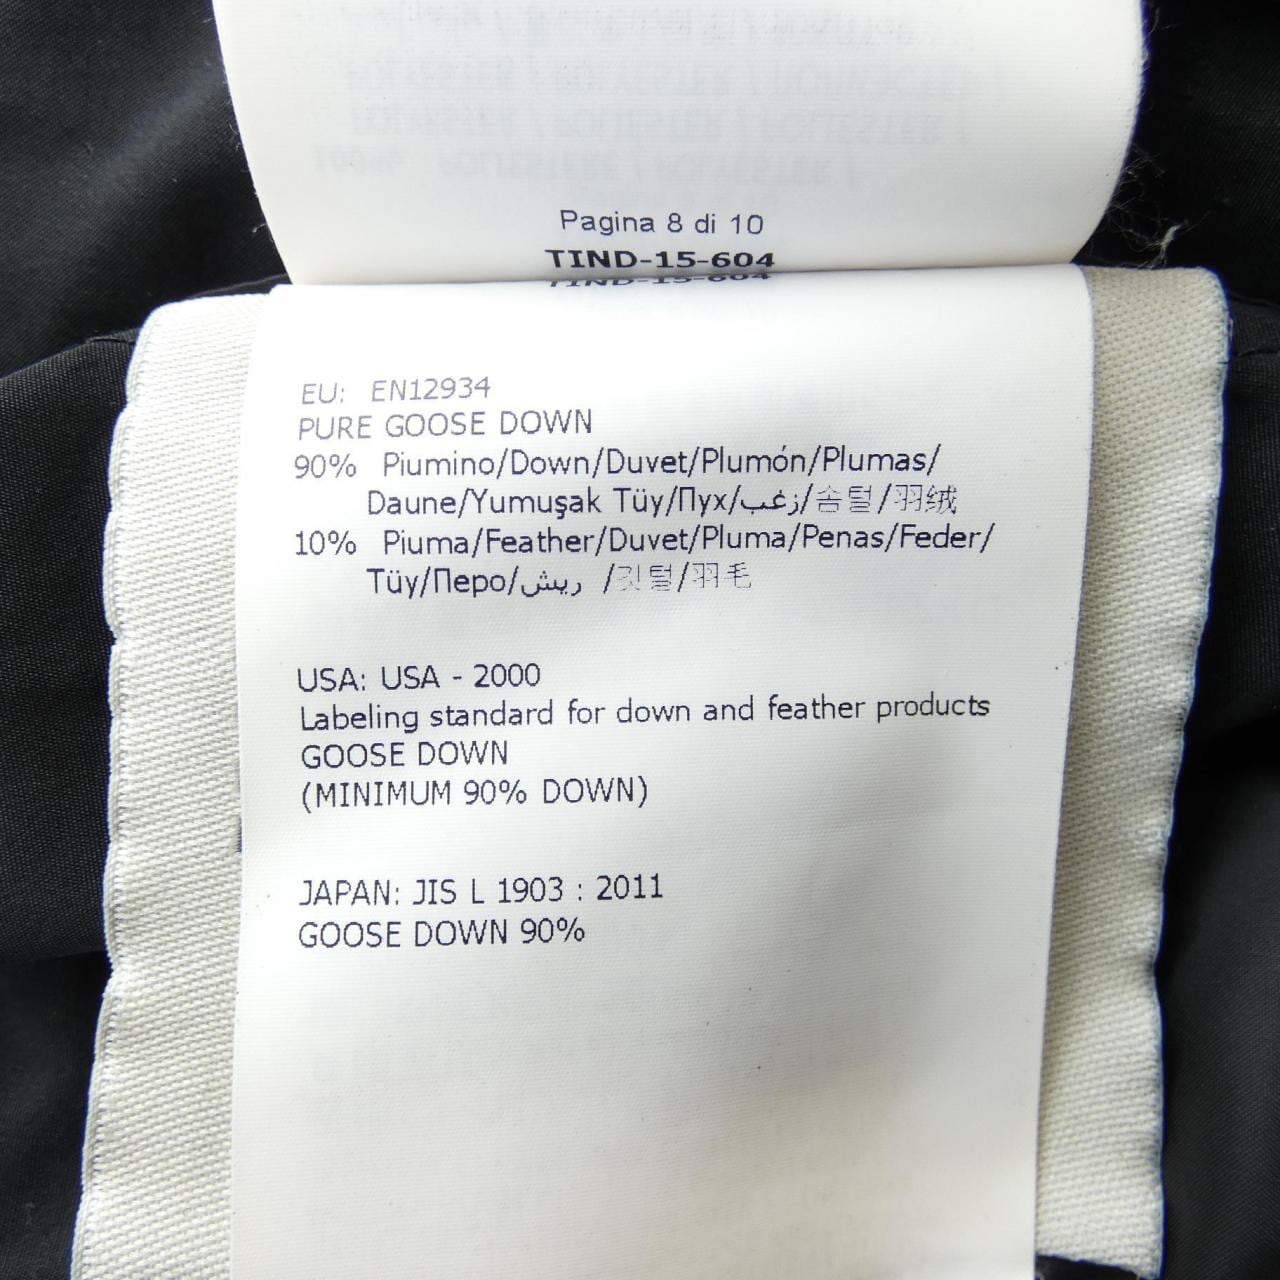 Pagina 8 di 10
TIND-15-604
EU: EN12934
PURE GOOSE DOWN
90% Piumino/Down/Duvet/Plumón/Plumas/
Daune/Yumuşak Tüy/Пух/زغب/솜털/羽绒
10% Piuma/Feather/Duvet/Pluma/Penas/Feder/
Tüy/Перо/ريش /깃털/羽毛
USA: USA - 2000
Labeling standard for down and feather products
GOOSE DOWN
(MINIMUM 90% DOWN)
JAPAN: JIS L 1903 : 2011
GOOSE DOWN 90%